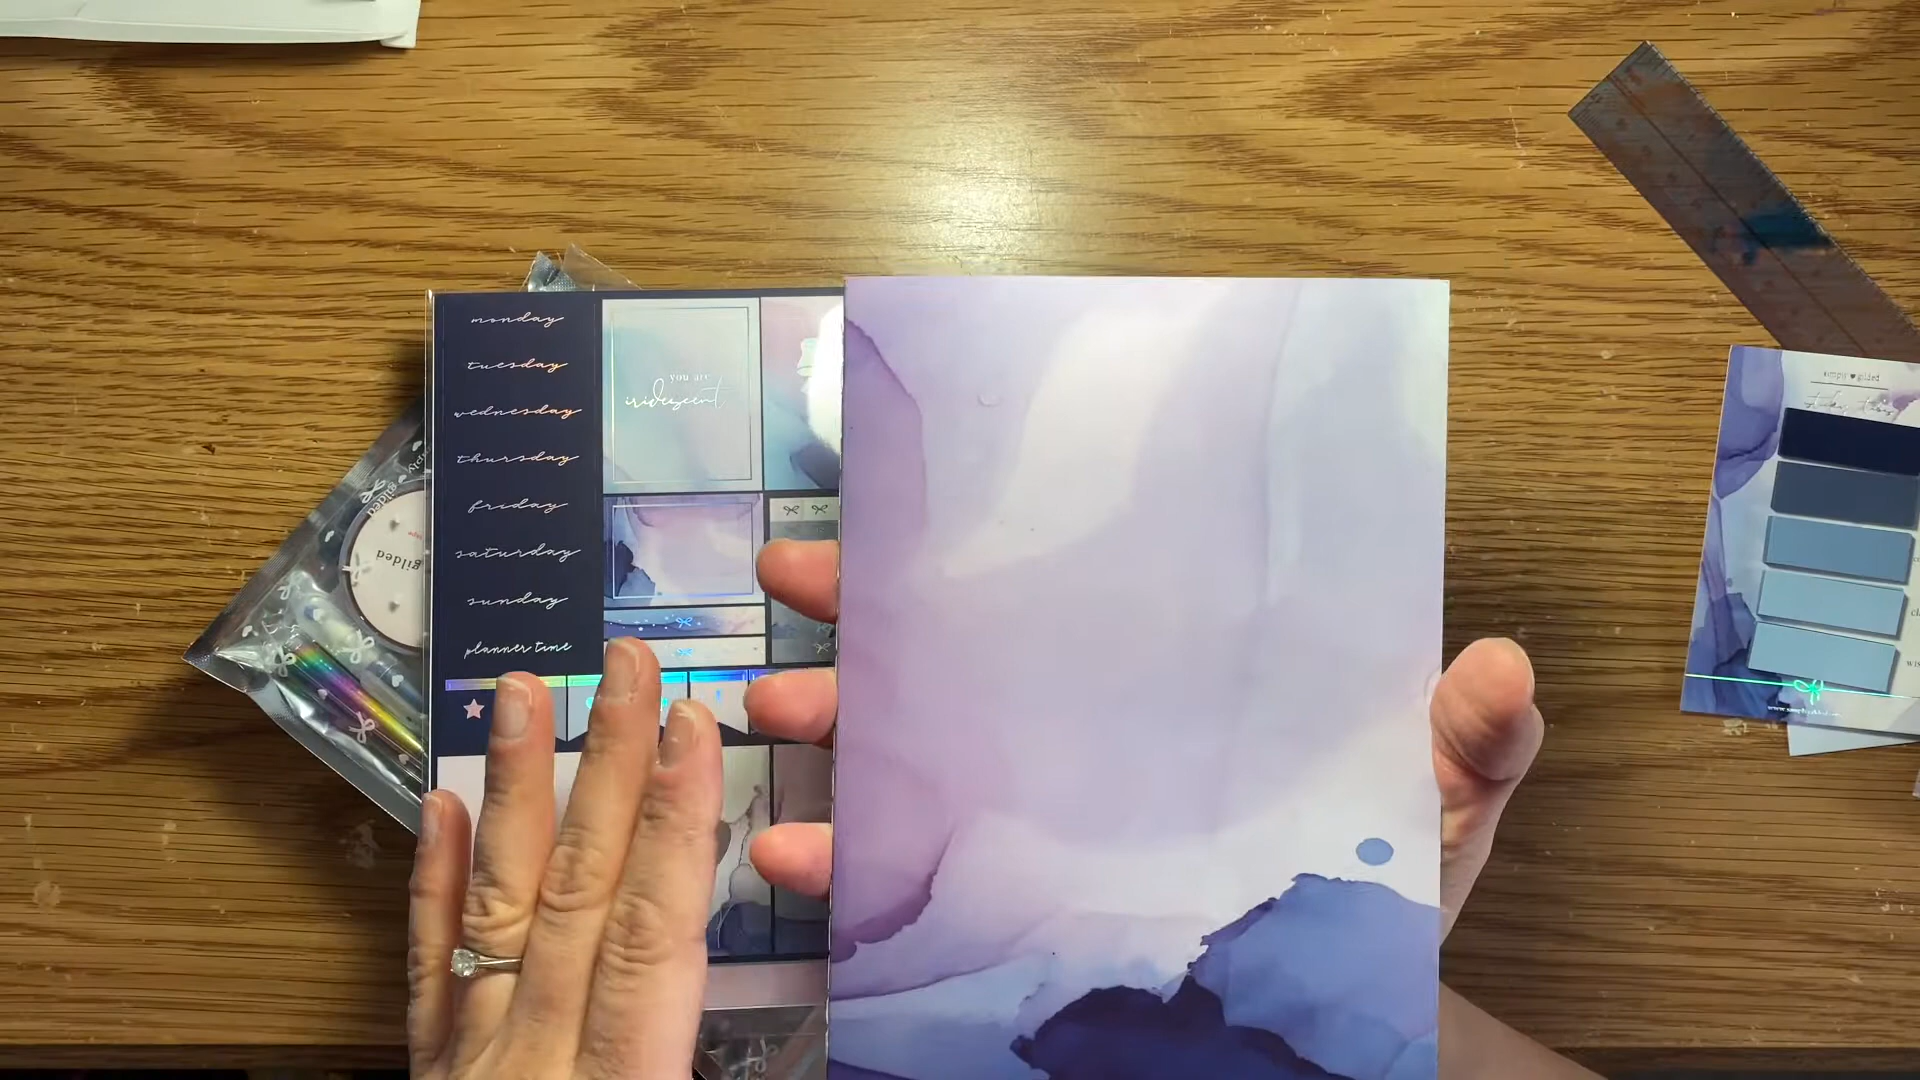 monday
tuesday
wednesday
thursday
friday
saturday
sunday
planner time
you are
iridescent
gilded
simply gilded